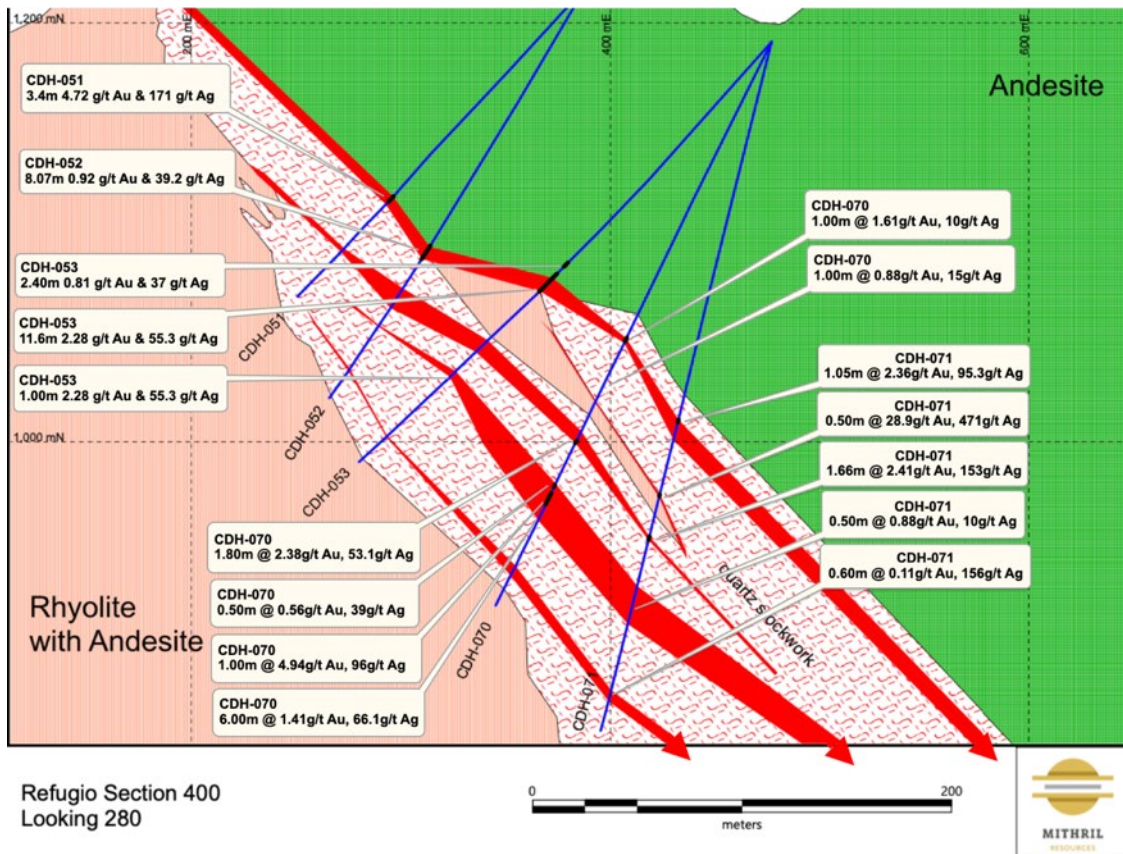 1,200 mN
200 mE
400 mE
600 mE
Andesite
CDH-051
3.4m 4.72 g/t Au & 171 g/t Ag
CDH-052
8.07m 0.92 g/t Au & 39.2 g/t Ag
CDH-053
2.40m 0.81 g/t Au & 37 g/t Ag
CDH-053
11.6m 2.28 g/t Au & 55.3 g/t Ag
CDH-053
1.00m 2.28 g/t Au & 55.3 g/t Ag
CDH-070
1.00m @ 1.61g/t Au, 10g/t Ag
CDH-070
1.00m @ 0.88g/t Au, 15g/t Ag
CDH-071
1.05m @ 2.36g/t Au, 95.3g/t Ag
CDH-071
0.50m @ 28.9g/t Au, 471g/t Ag
CDH-071
1.66m @ 2.41g/t Au, 153g/t Ag
CDH-071
0.50m @ 0.88g/t Au, 10g/t Ag
CDH-071
0.60m @ 0.11g/t Au, 156g/t Ag
CDH-051
CDH-052
CDH-053
1,000 mN
CDH-070
1.80m @ 2.38g/t Au, 53.1g/t Ag
CDH-070
0.50m @ 0.56g/t Au, 39g/t Ag
CDH-070
1.00m @ 4.94g/t Au, 96g/t Ag
CDH-070
6.00m @ 1.41g/t Au, 66.1g/t Ag
CDH-070
CDH-071
quartz stockwork
Rhyolite
with Andesite
Refugio Section 400
Looking 280
0
200
meters
MITHRIL
RESOURCES